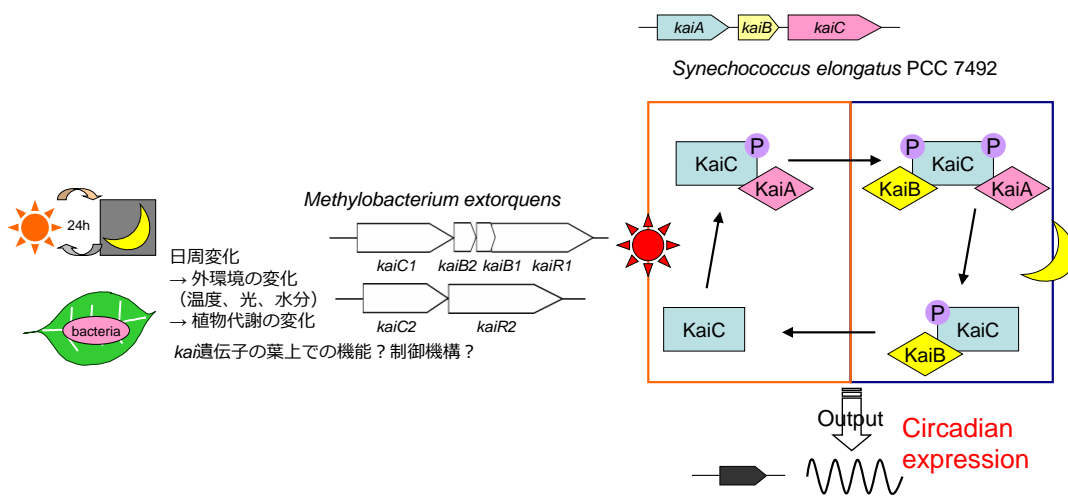 kaiA kaiB kaiC
Synechococcus elongatus PCC 7492
24h
bacteria
日周変化
→ 外環境の変化
（温度、光、水分）
→ 植物代謝の変化
kai遺伝子の葉上での機能？制御機構？
Methylobacterium extorquens
kaiC1 kaiB2 kaiB1 kaiR1
kaiC2 kaiR2
P
KaiC
KaiA
P P
KaiC
KaiB KaiA
KaiC
P
KaiC
KaiB
Output
Circadian
expression